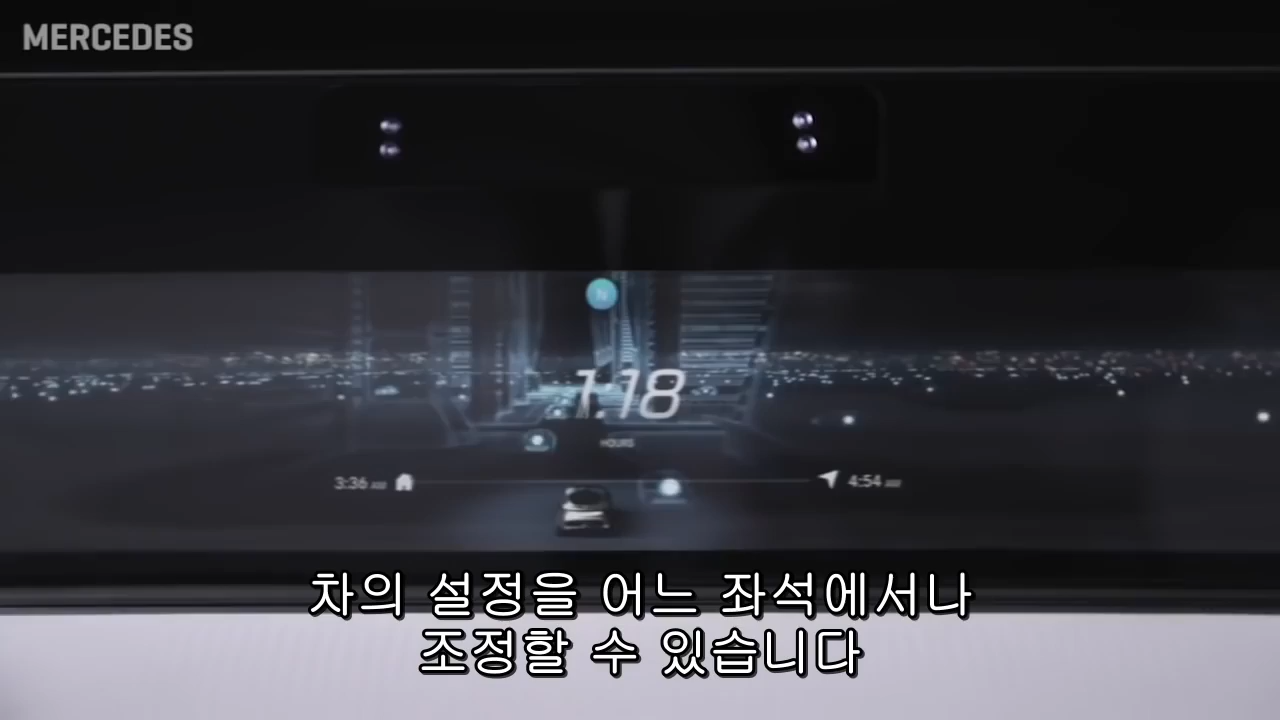 MERCEDES
1:18
HOURS
3:36 AM
4:54
차의 설정을 어느 좌석에서나
조정할 수 있습니다